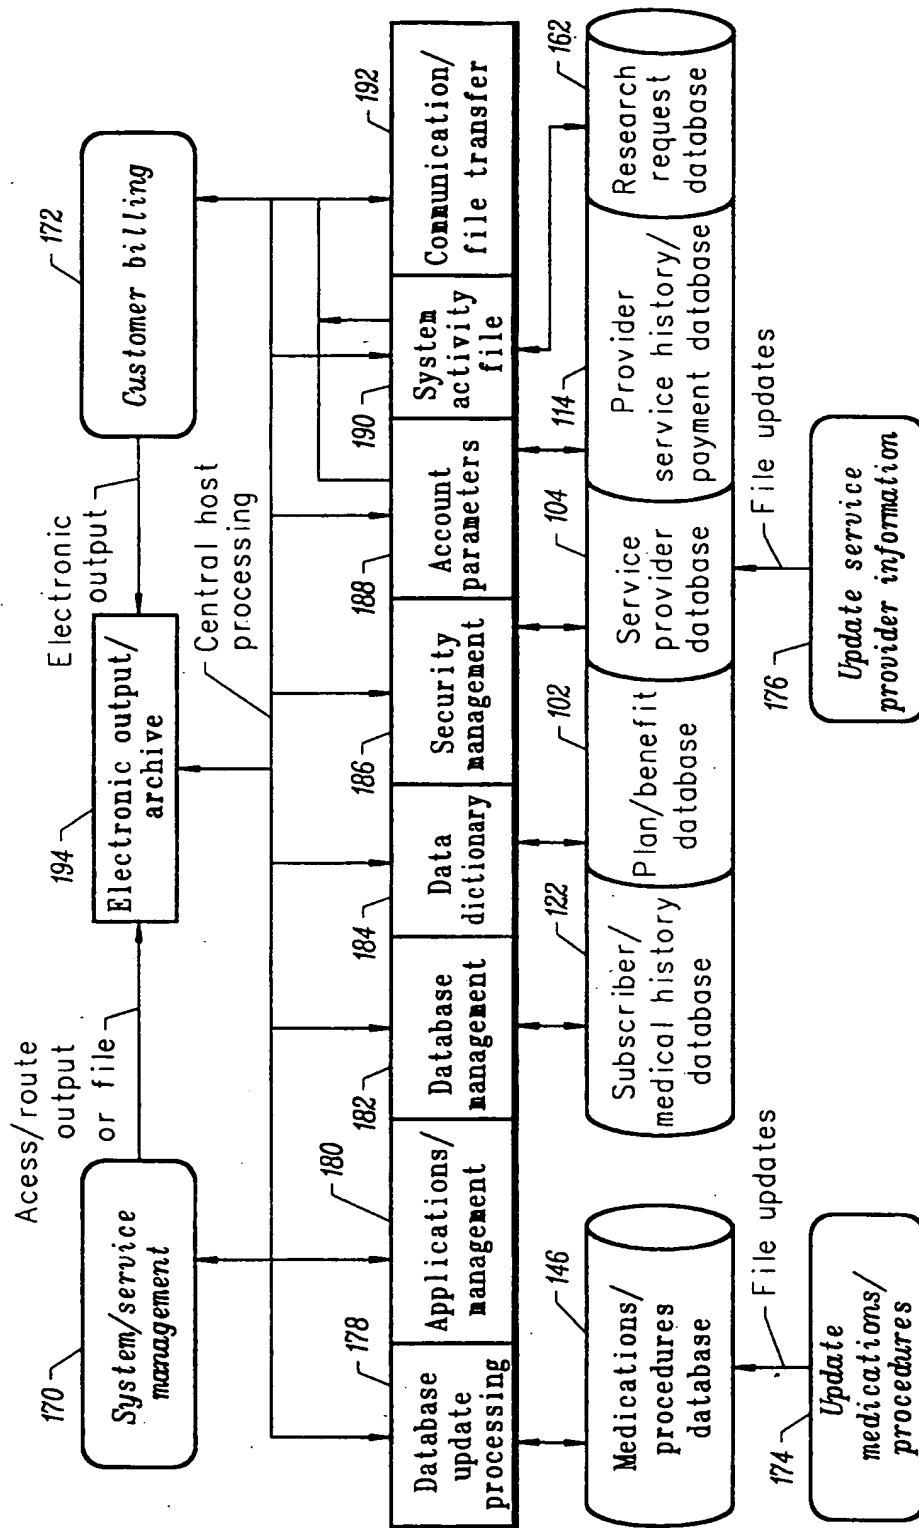 170
System/service
management
Acess/route
output
or file
194
Electronic output/
archive
Electronic
output
172
Customer billing
Central host
processing
178
Database
update
processing
180
Applications/
management
182
Database
management
184
Data
dictionary
186
Security
management
188
Account
parameters
190
System
activity
file
192
Communication/
file transfer
146
Medications/
procedures
database
122
Subscriber/
medical history
database
102
Plan/benefit
database
104
Service
provider
database
114
Provider
service history/
payment database
162
Research
request
database
File updates
File updates
174
Update
medications/
procedures
176
Update service
provider information